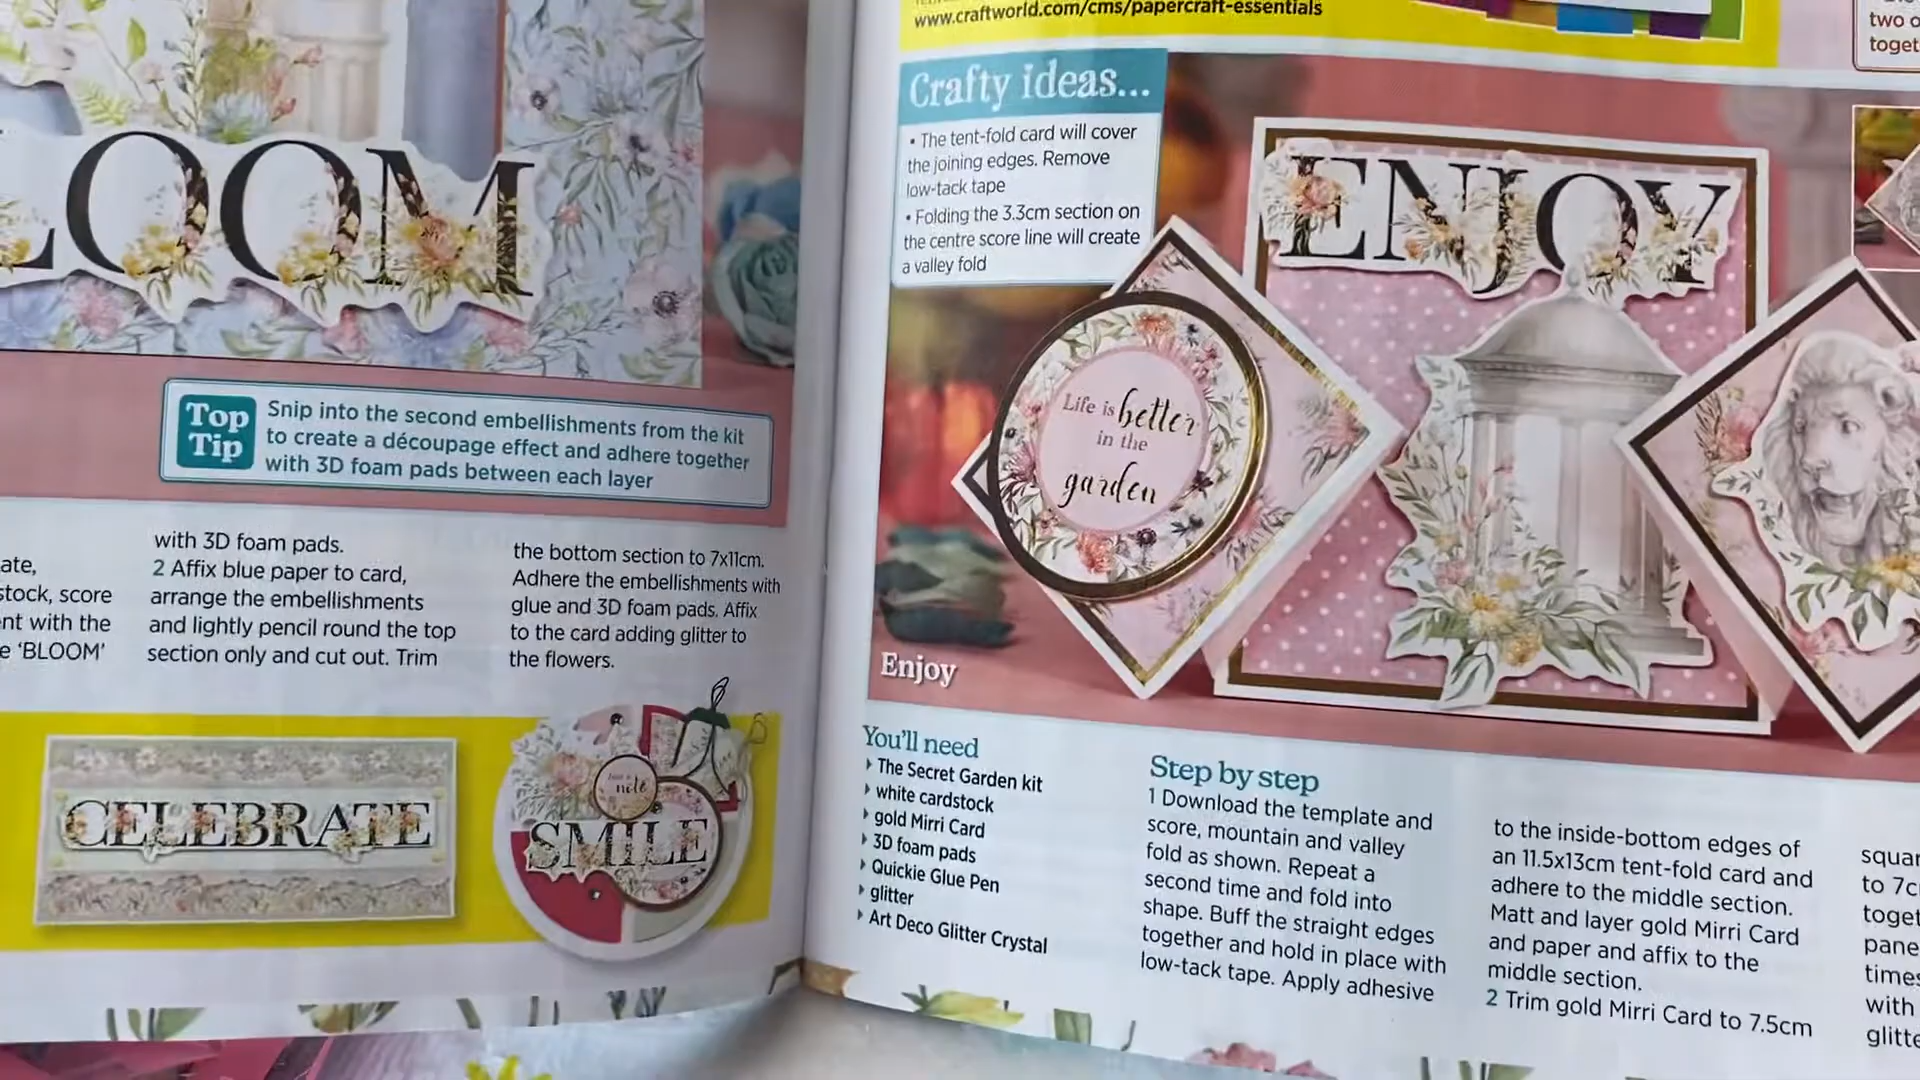 LOOM
Top
Tip
Snip into the second embellishments from the kit
to create a découpage effect and adhere together
with 3D foam pads between each layer
ate,
stock, score
nt with the
e ‘BLOOM’
with 3D foam pads.
2 Affix blue paper to card,
arrange the embellishments
and lightly pencil round the top
section only and cut out. Trim
the bottom section to 7x11cm.
Adhere the embellishments with
glue and 3D foam pads. Affix
to the card adding glitter to
the flowers.
CELEBRATE
note
SMILE
www.craftworld.com/cms/papercraft-essentials
Crafty ideas...
• The tent-fold card will cover
the joining edges. Remove
low-tack tape
• Folding the 3.3cm section on
the centre score line will create
a valley fold
ENJOY
Life is better
in the
garden
Enjoy
two
toget
You’ll need
The Secret Garden kit
white cardstock
gold Mirri Card
3D foam pads
Quickie Glue Pen
glitter
Art Deco Glitter Crystal
Step by step
1 Download the template and
score, mountain and valley
fold as shown. Repeat a
second time and fold into
shape. Buff the straight edges
together and hold in place with
low-tack tape. Apply adhesive
to the inside-bottom edges of
an 11.5x13cm tent-fold card and
adhere to the middle section.
Matt and layer gold Mirri Card
and paper and affix to the
middle section.
2 Trim gold Mirri Card to 7.5cm
squar
to 7c
toget
pane
times
with
glitte